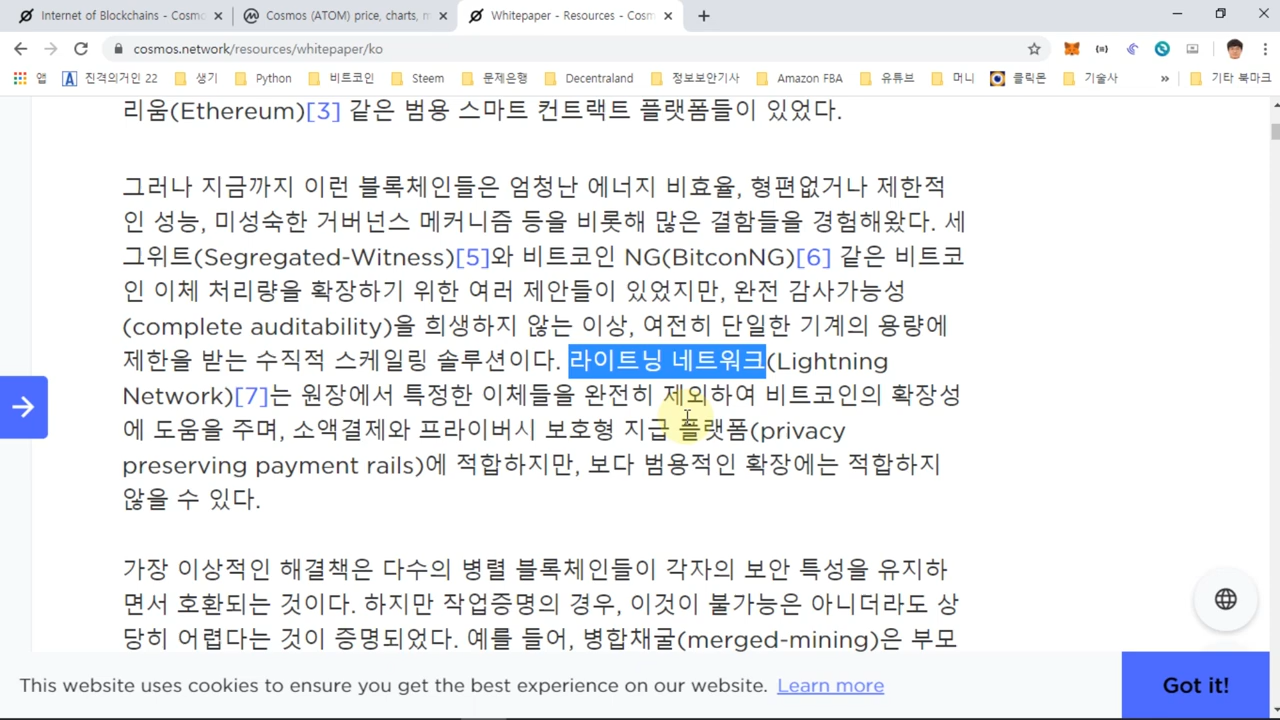 Internet of Blockchains - Cosmo
Cosmos (ATOM) price, charts, m
Whitepaper - Resources - Cosm
cosmos.network/resources/whitepaper/ko
앱
진격의거인 22
생기
Python
비트코인
Steem
문제은행
Decentraland
정보보안기사
Amazon FBA
유튜브
머니
클릭몬
기술사
»
기타 북마크
리움(Ethereum)[3] 같은 범용 스마트 컨트랙트 플랫폼들이 있었다.
그러나 지금까지 이런 블록체인들은 엄청난 에너지 비효율, 형편없거나 제한적
인 성능, 미성숙한 거버넌스 메커니즘 등을 비롯해 많은 결함들을 경험해왔다. 세
그위트(Segregated-Witness)[5]와 비트코인 NG(BitconNG)[6] 같은 비트코
인 이체 처리량을 확장하기 위한 여러 제안들이 있었지만, 완전 감사가능성
(complete auditability)을 희생하지 않는 이상, 여전히 단일한 기계의 용량에
제한을 받는 수직적 스케일링 솔루션이다. 라이트닝 네트워크(Lightning
Network)[7]는 원장에서 특정한 이체들을 완전히 제외하여 비트코인의 확장성
에 도움을 주며, 소액결제와 프라이버시 보호형 지급 플랫폼(privacy
preserving payment rails)에 적합하지만, 보다 범용적인 확장에는 적합하지
않을 수 있다.
가장 이상적인 해결책은 다수의 병렬 블록체인들이 각자의 보안 특성을 유지하
면서 호환되는 것이다. 하지만 작업증명의 경우, 이것이 불가능은 아니더라도 상
당히 어렵다는 것이 증명되었다. 예를 들어, 병합채굴(merged-mining)은 부모
This website uses cookies to ensure you get the best experience on our website. Learn more
Got it!